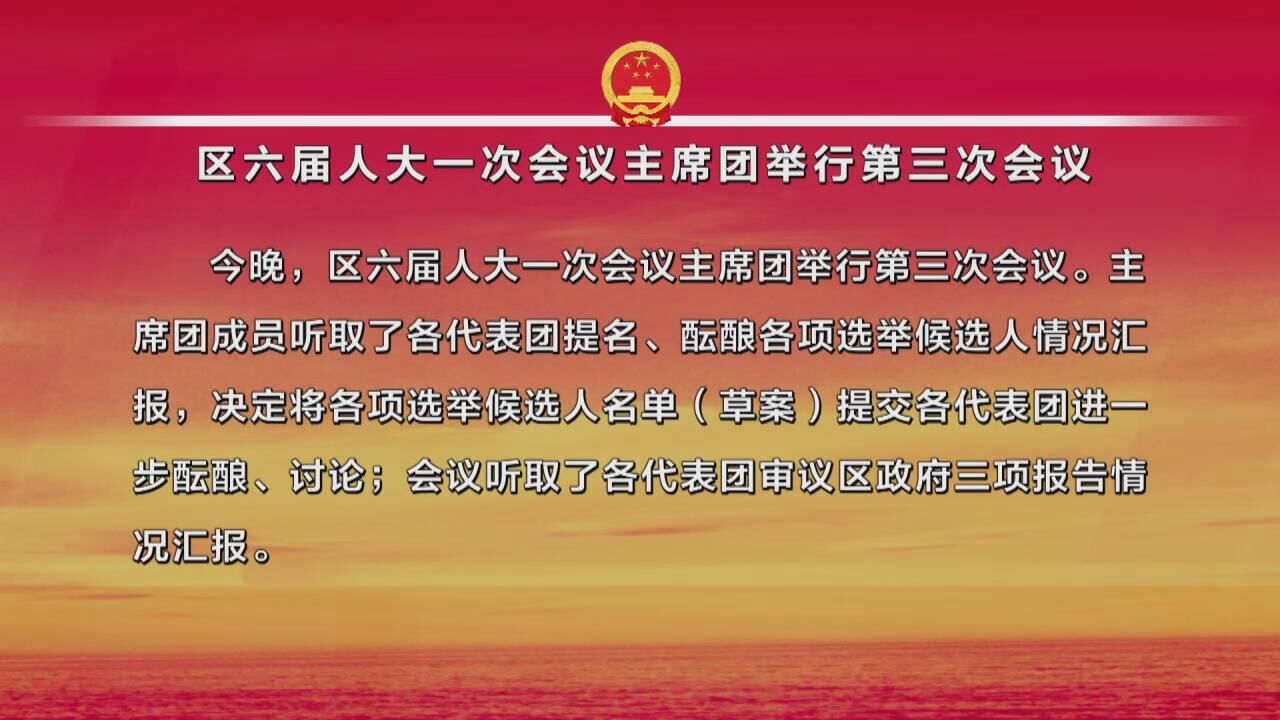 区六届人大一次会议主席团举行第三次会议
今晚，区六届人大一次会议主席团举行第三次会议。主
席团成员听取了各代表团提名、酝酿各项选举候选人情况汇
报，决定将各项选举候选人名单（草案）提交各代表团进一
步酝酿、讨论；会议听取了各代表团审议区政府三项报告情
况汇报。